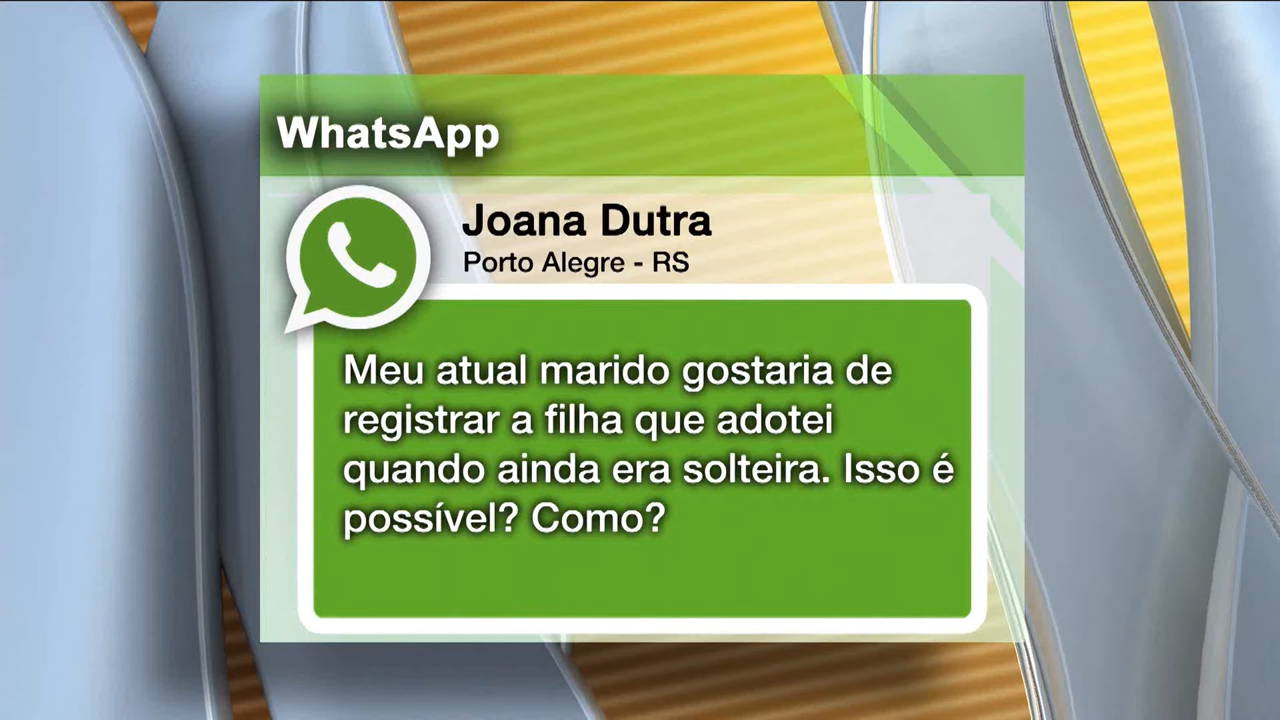 WhatsApp
Joana Dutra
Porto Alegre - RS
Meu atual marido gostaria de
registrar a filha que adotei
quando ainda era solteira. Isso é
possível? Como?